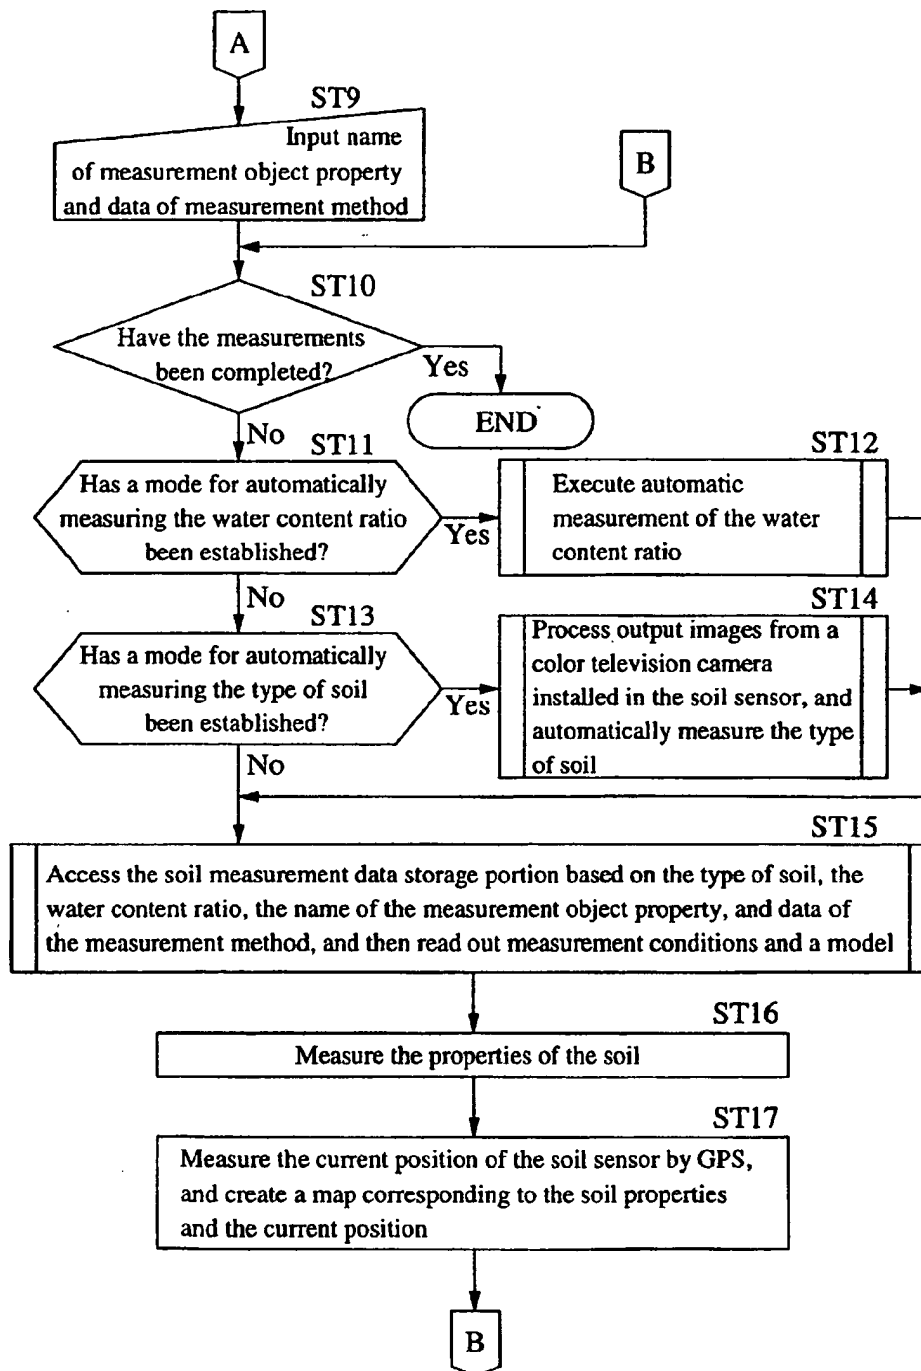 A
ST9
Input name
of measurement object property
and data of measurement method
B
ST10
Have the measurements
been completed?
Yes
END
No
ST11
Has a mode for automatically
measuring the water content ratio
been established?
Yes
ST12
Execute automatic
measurement of the water
content ratio
No
ST13
Has a mode for automatically
measuring the type of soil
been established?
Yes
ST14
Process output images from a
color television camera
installed in the soil sensor, and
automatically measure the type
of soil
No
ST15
Access the soil measurement data storage portion based on the type of soil, the
water content ratio, the name of the measurement object property, and data of
the measurement method, and then read out measurement conditions and a model
ST16
Measure the properties of the soil
ST17
Measure the current position of the soil sensor by GPS,
and create a map corresponding to the soil properties
and the current position
B